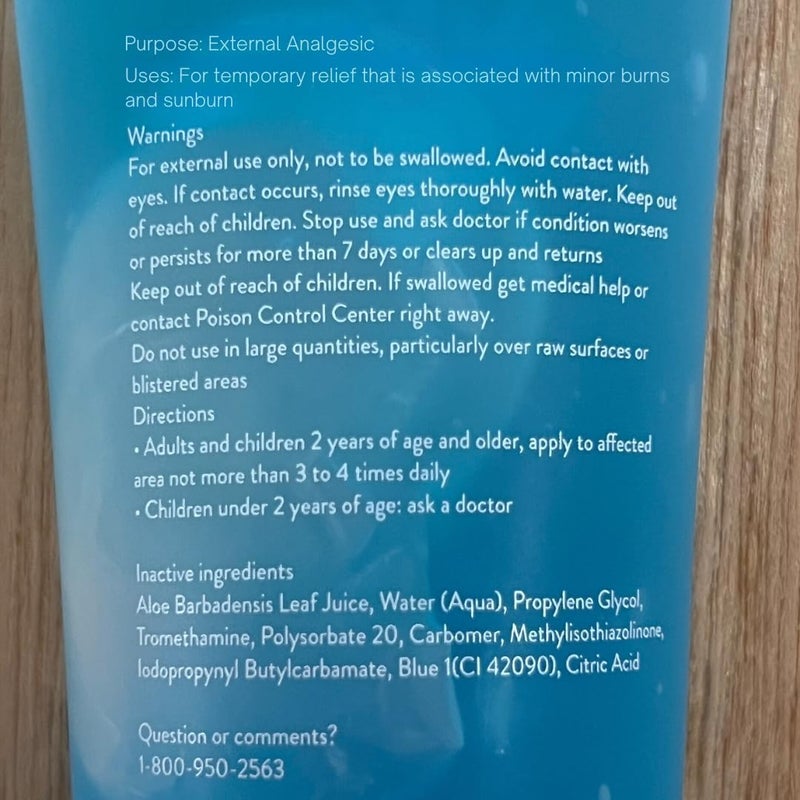 Purpose: External Analgesic
Uses: For temporary relief that is associated with minor burns
and sunburn
Warnings
For external use only, not to be swallowed. Avoid contact with
eyes. If contact occurs, rinse eyes thoroughly with water. Keep out
of reach of children. Stop use and ask doctor if condition worsens
or persists for more than 7 days or clears up and returns
Keep out of reach of children. If swallowed get medical help or
contact Poison Control Center right away.
Do not use in large quantities, particularly over raw surfaces or
blistered areas
Directions
• Adults and children 2 years of age and older, apply to affected
area not more than 3 to 4 times daily
• Children under 2 years of age: ask a doctor
Inactive ingredients
Aloe Barbadensis Leaf Juice, Water (Aqua), Propylene Glycol,
Tromethamine, Polysorbate 20, Carbomer, Methylisothiazolinone,
Iodopropynyl Butylcarbamate, Blue 1(CI 42090), Citric Acid
Question or comments?
1-800-950-2563